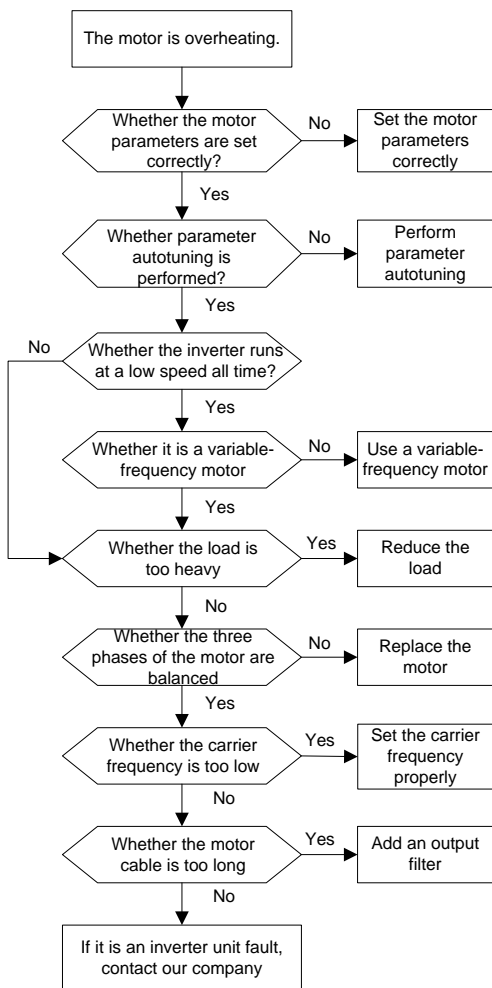 The motor is overheating.
Whether the motor
parameters are set
correctly?
No
Set the motor
parameters
correctly
Yes
Whether parameter
autotuning is
performed?
No
Perform
parameter
autotuning
Yes
No
Whether the inverter runs
at a low speed all time?
Yes
Whether it is a variable-
frequency motor
No
Use a variable-
frequency motor
Yes
Whether the load is
too heavy
Yes
Reduce the
load
No
Whether the three
phases of the motor are
balanced
No
Replace the
motor
Yes
Whether the carrier
frequency is too low
Yes
Set the carrier
frequency
properly
No
Whether the motor
cable is too long
Yes
Add an output
filter
No
If it is an inverter unit fault,
contact our company